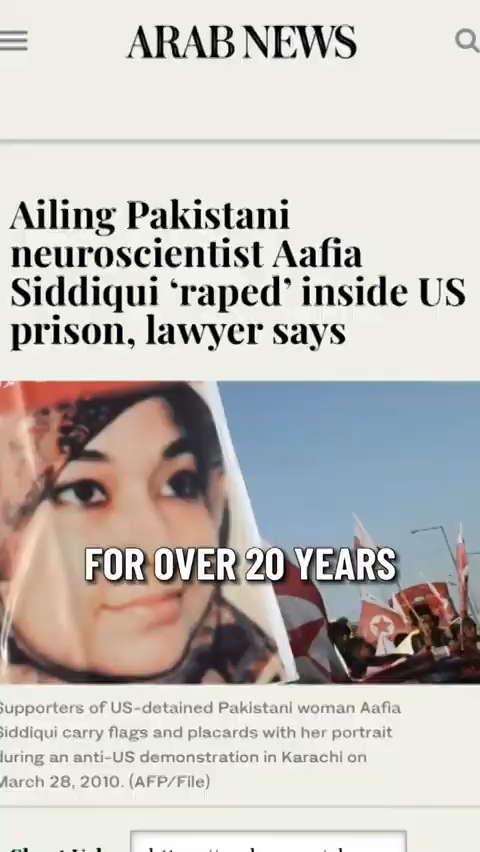 ARAB NEWS
Ailing Pakistani
neuroscientist Aafia
Siddiqui ‘raped’ inside US
prison, lawyer says
FOR OVER 20 YEARS
Supporters of US-detained Pakistani woman Aafia
Siddiqui carry flags and placards with her portrait
during an anti-US demonstration in Karachi on
March 28, 2010. (AFP/File)